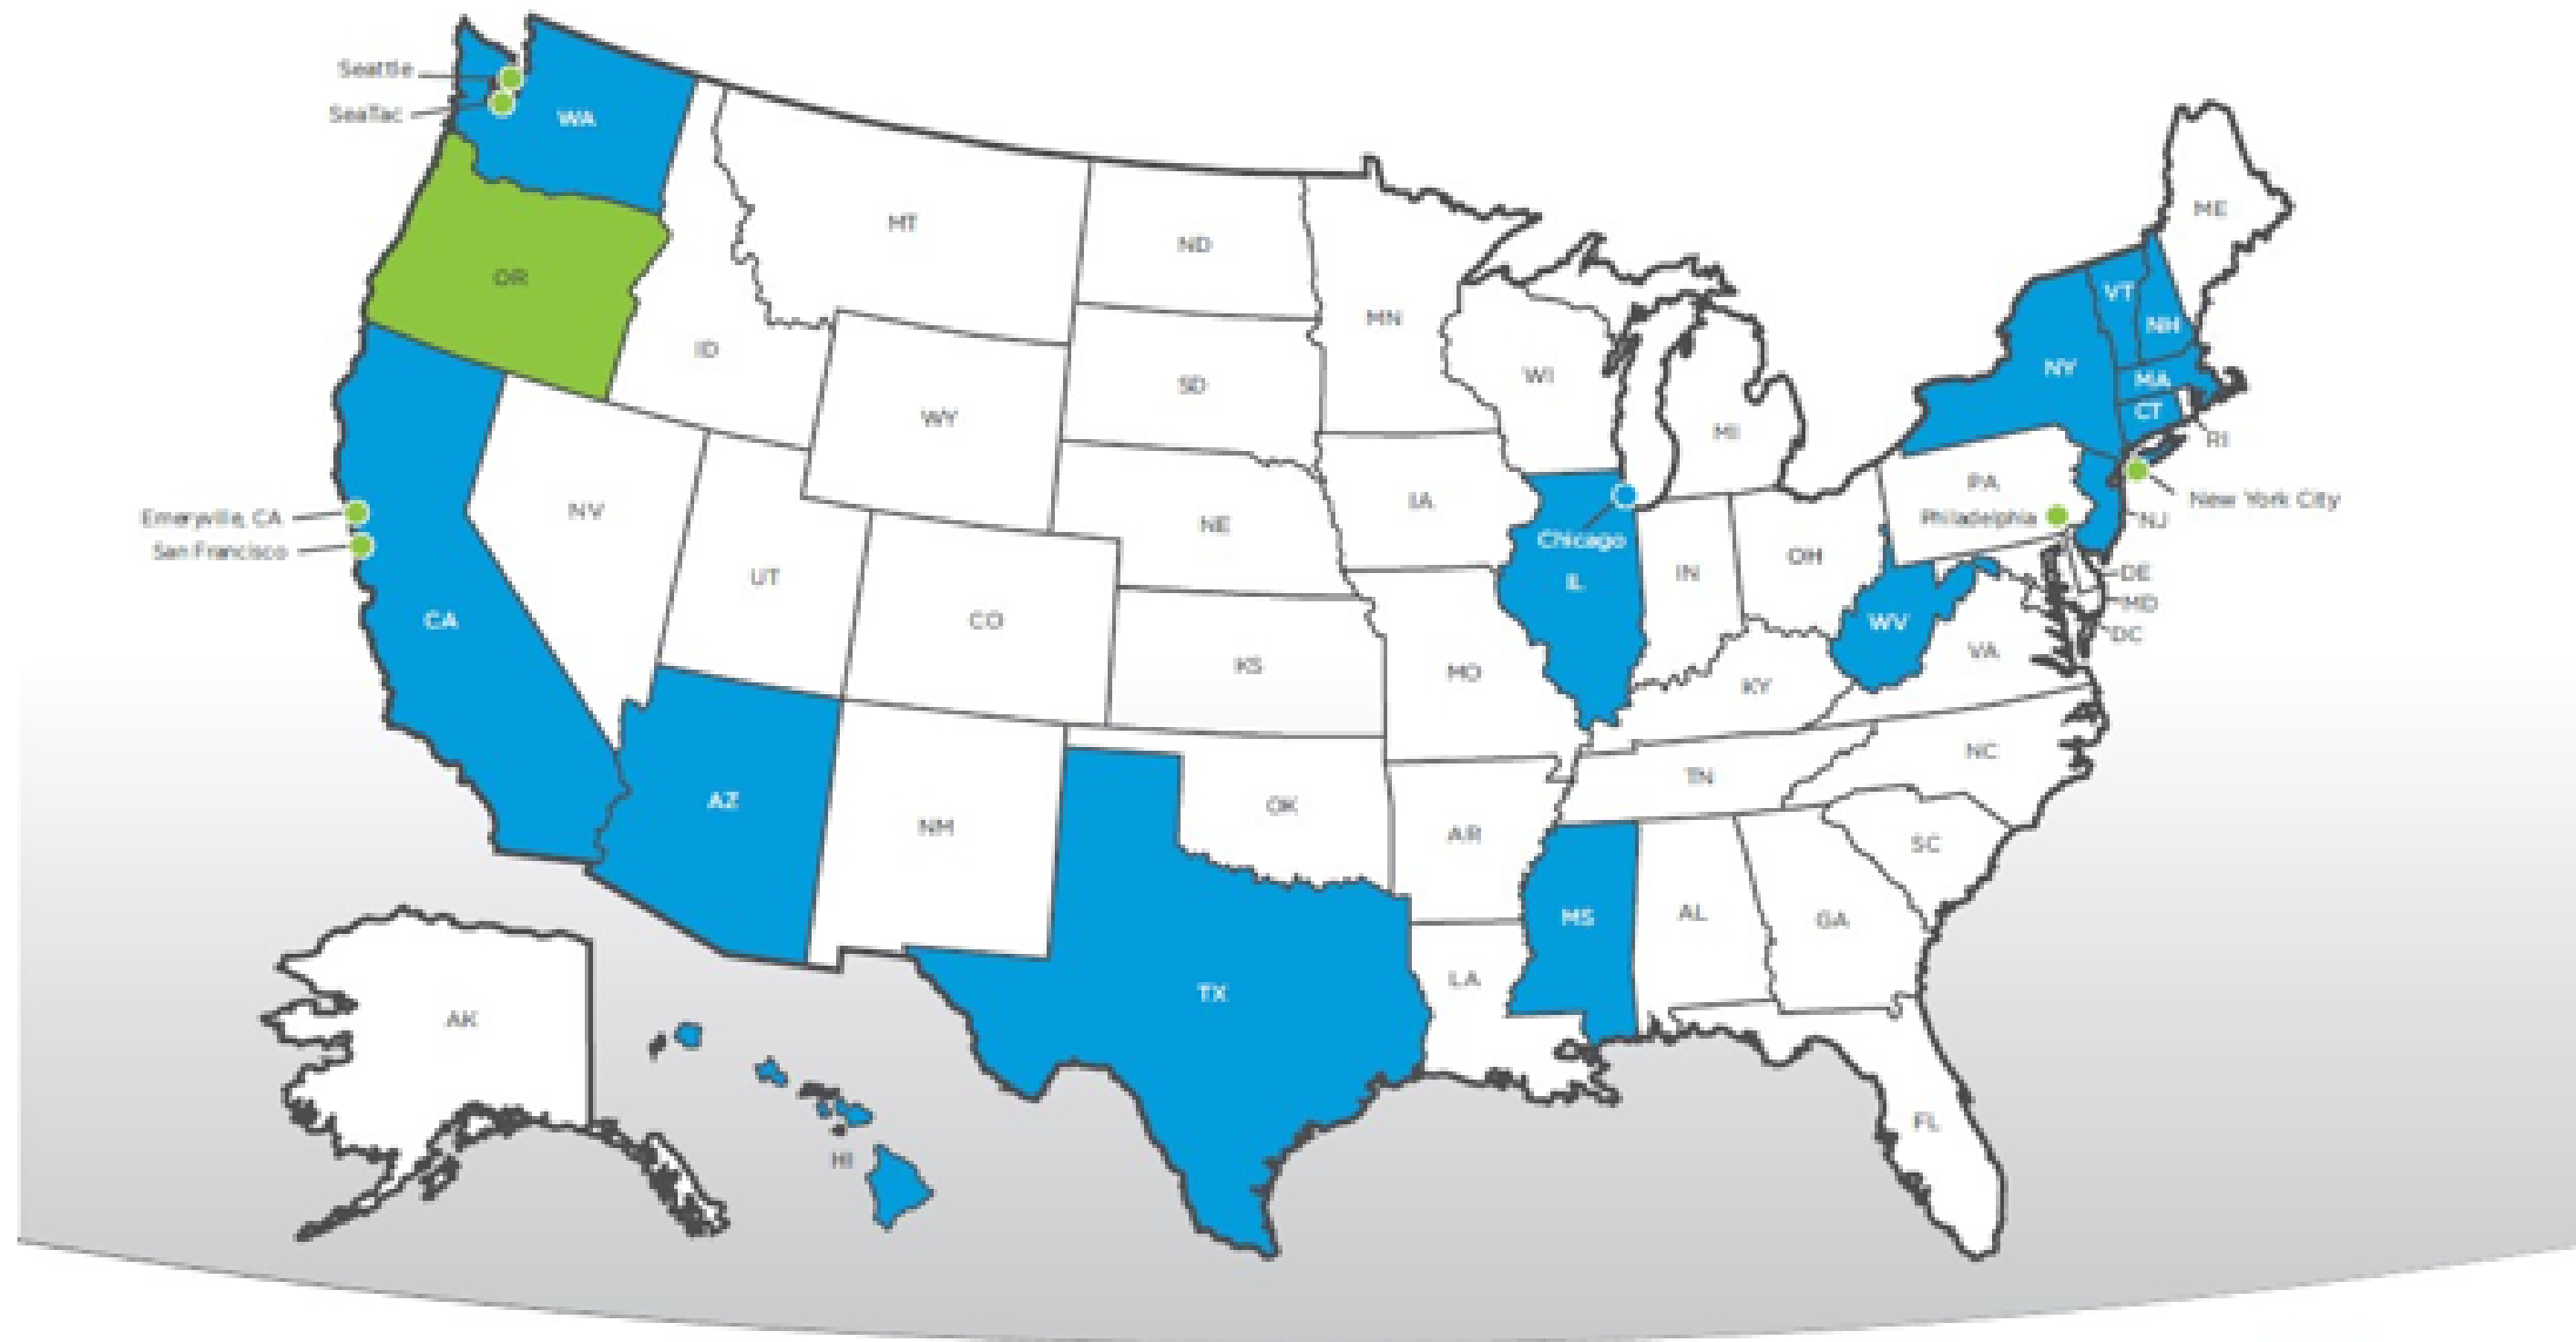 Seattle
SeaTac
WA
OR
MT
ND
MN
ID
WY
SD
WI
MI
ME
VT
NH
NY
MA
CT
RI
Emeryville, CA
San Francisco
NV
UT
CO
NE
IA
Chicago
IL
IN
OH
PA
Philadelphia
New York City
NJ
DE
MD
DC
CA
KS
MO
KY
WV
VA
AZ
NM
OK
AR
TN
NC
SC
MS
AL
GA
LA
TX
AK
HI
FL